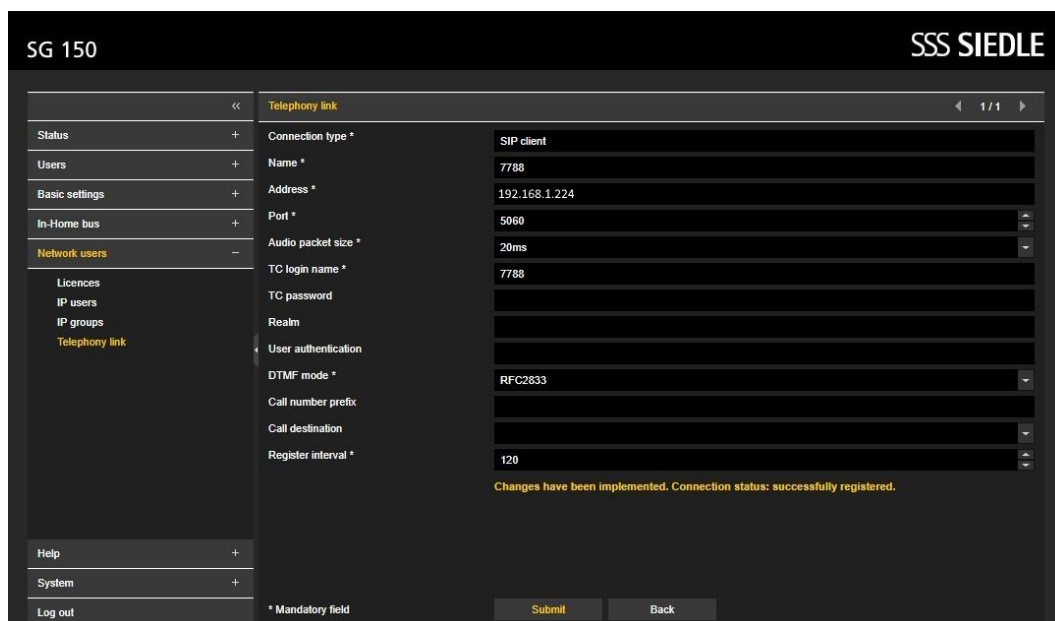 SG 150
SSS SIEDLE
«
Status +
Users +
Basic settings +
In-Home bus +
Network users –
Licences
IP users
IP groups
Telephony link
Help +
System +
Log out
Telephony link 1 / 1
Connection type * SIP client
Name * 7788
Address * 192.168.1.224
Port * 5060
Audio packet size * 20ms
TC login name * 7788
TC password
Realm
User authentication
DTMF mode * RFC2833
Call number prefix
Call destination
Register interval * 120
Changes have been implemented. Connection status: successfully registered.
* Mandatory field Submit Back